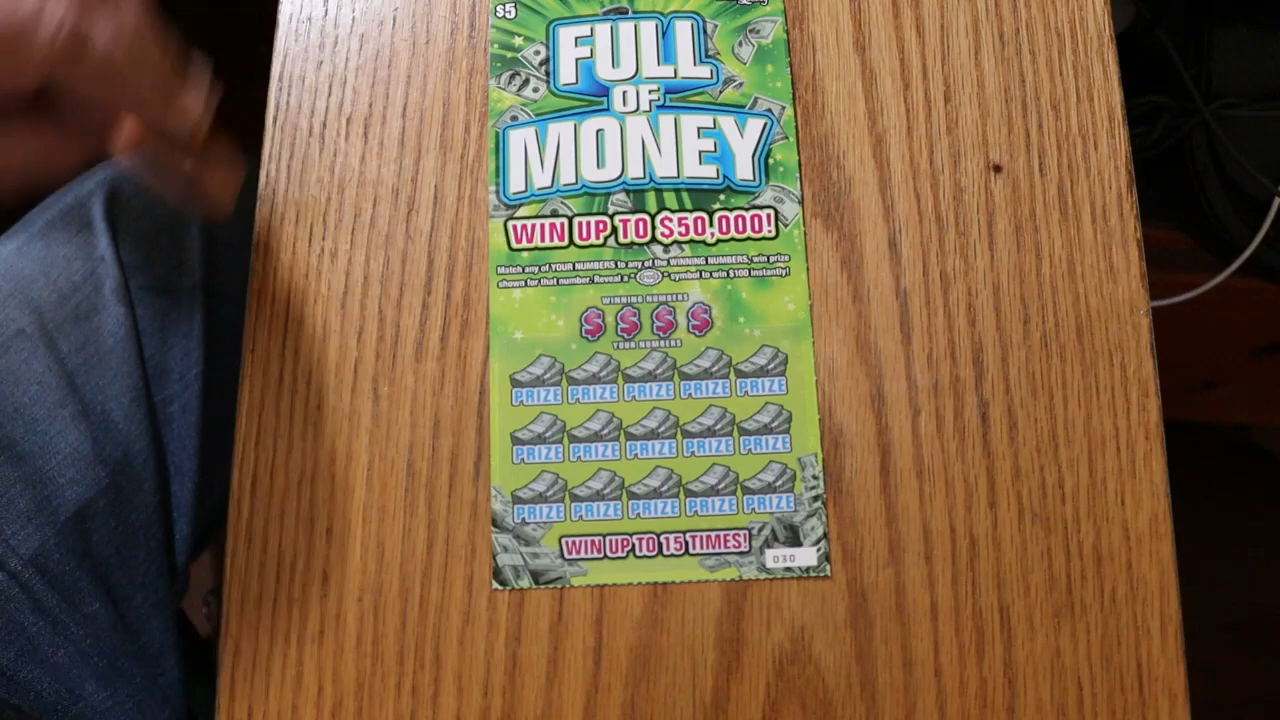 $5
FULL
OF
MONEY
WIN UP TO $50,000!
Match any of YOUR NUMBERS to any of the WINNING NUMBERS, win prize
shown for that number. Reveal a " $100 " symbol to win $100 instantly!
WINNING NUMBERS
$ $ $ $
YOUR NUMBERS
PRIZE PRIZE PRIZE PRIZE PRIZE
PRIZE PRIZE PRIZE PRIZE PRIZE
PRIZE PRIZE PRIZE PRIZE PRIZE
WIN UP TO 15 TIMES!
030